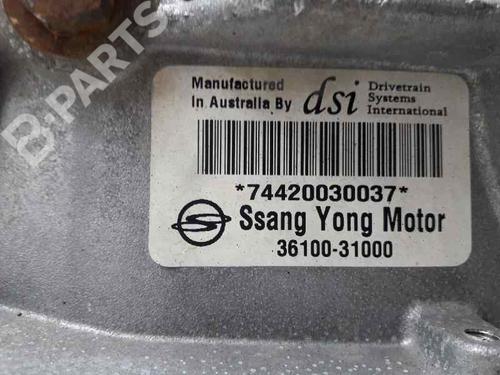 B-PARTS
Manufactured
In Australia By
dsi
Drivetrain
Systems
International
*74420030037*
Ssang Yong Motor
36100-31000